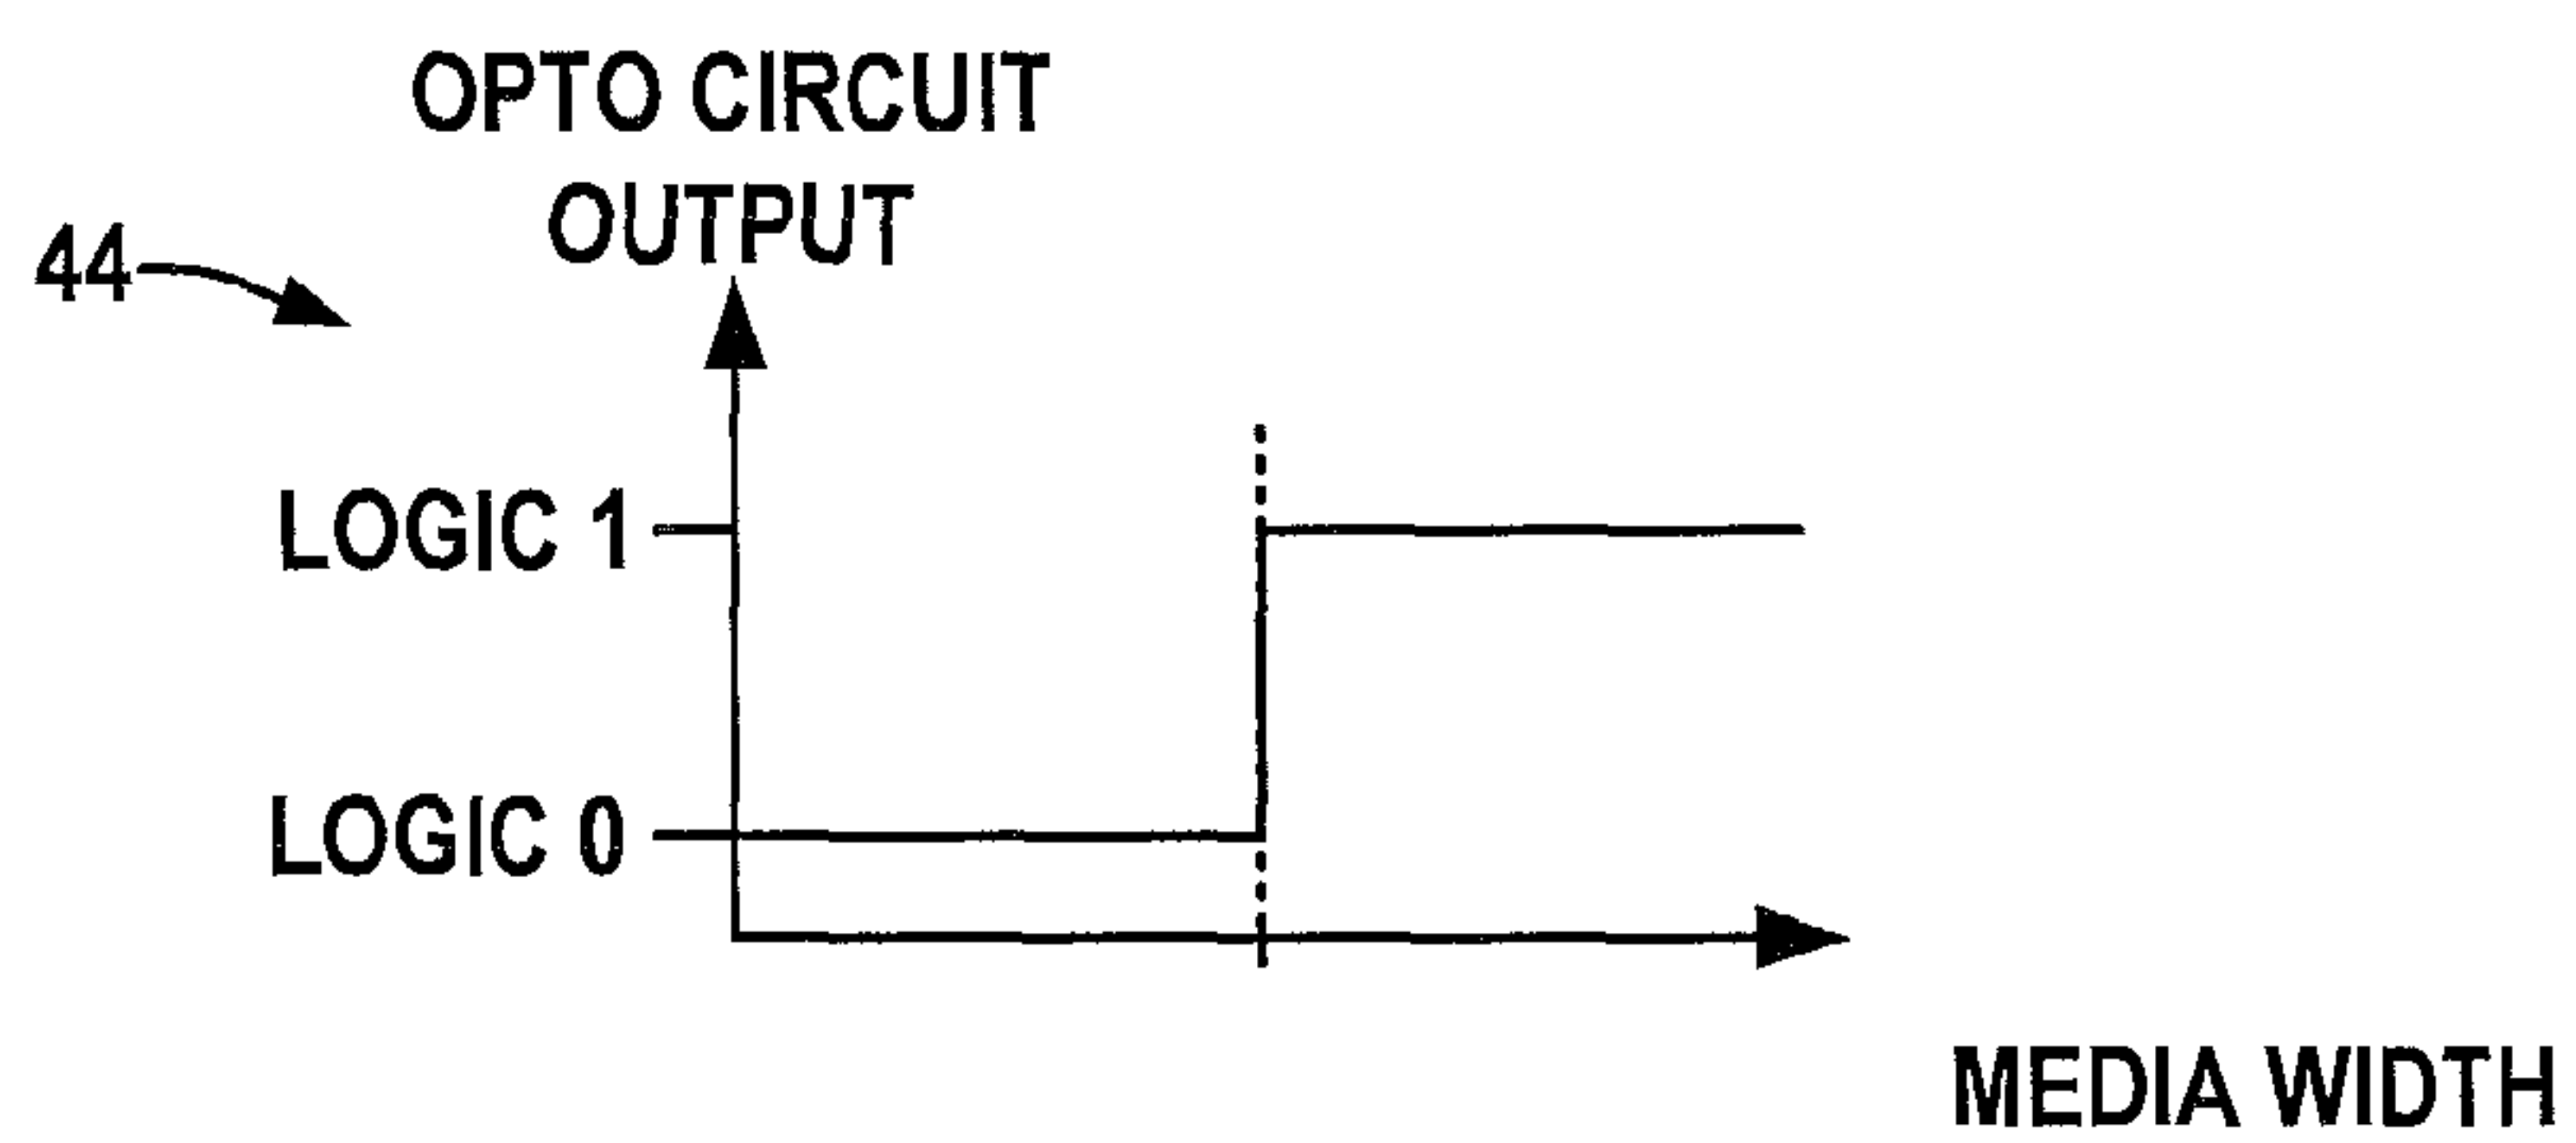 OPTO CIRCUIT
OUTPUT
44
LOGIC 1
LOGIC 0
MEDIA WIDTH